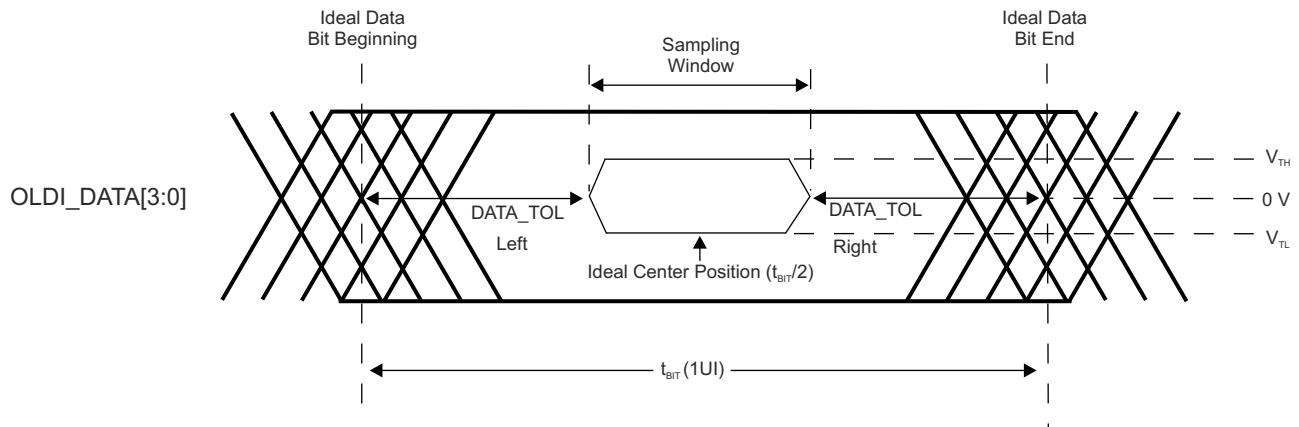 Ideal Data
Bit Beginning
Ideal Data
Bit End
Sampling
Window
V_TH
OLDI_DATA[3:0]
0 V
DATA_TOL
DATA_TOL
Left
Right
V_TL
Ideal Center Position (t_BIT/2)
t_BIT (1UI)